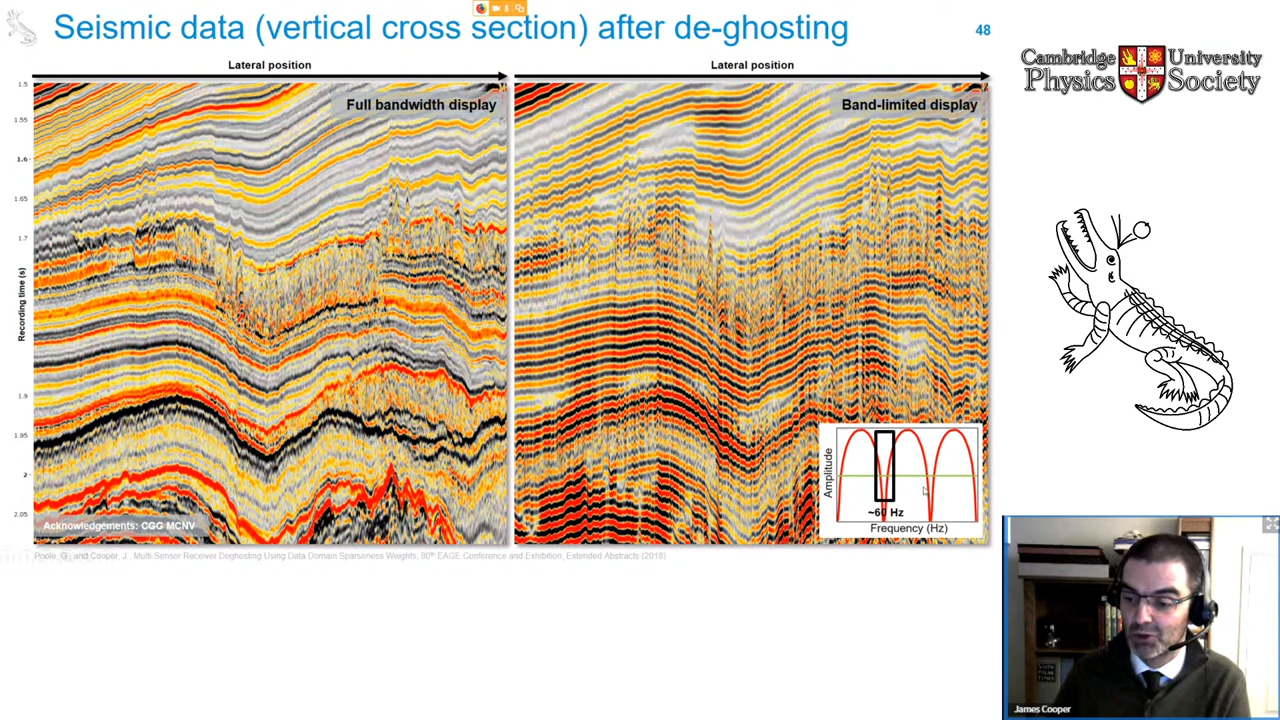 Seismic data (vertical cross section) after de-ghosting
48
Lateral position
Lateral position
Full bandwidth display
Band-limited display
Recording time (s)
1.5
1.55
1.6
1.65
1.7
1.9
1.95
2
2.05
Acknowledgements: CGG MCNV
Amplitude
~60 Hz
Frequency (Hz)
Poole, G., and Cooper, J., Multi-Sensor Receiver Deghosting Using Data Domain Sparseness Weights, 80th EAGE Conference and Exhibition, Extended Abstracts (2018).
Cambridge University
Physics Society
James Cooper